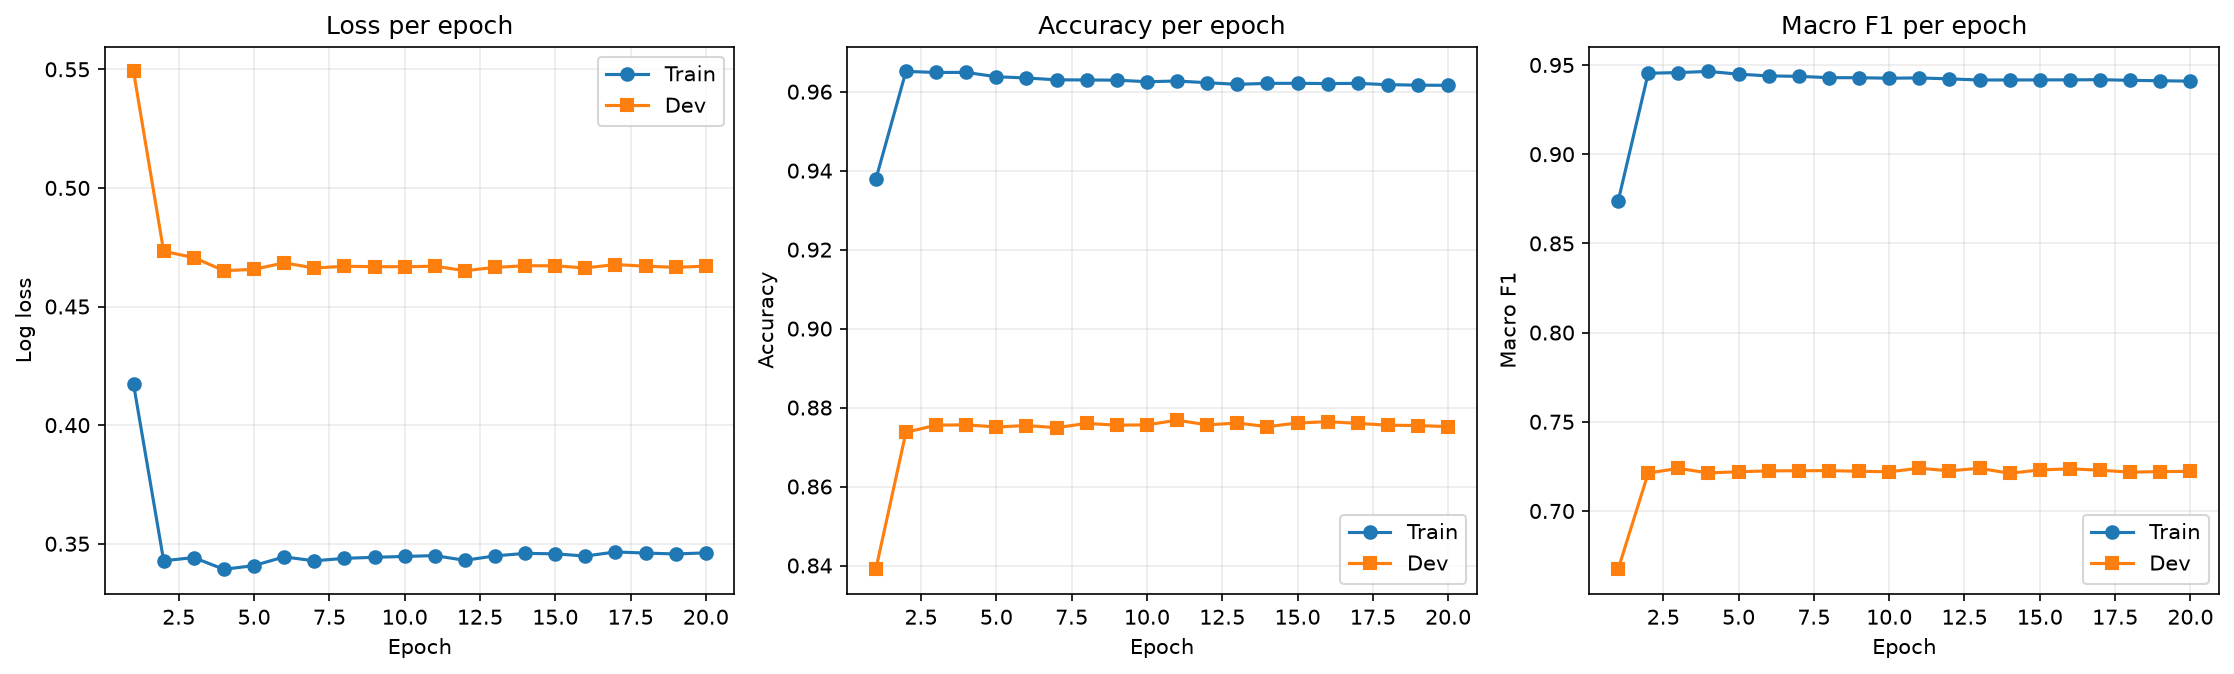 Loss per epoch
0.55
0.50
0.45
0.40
0.35
Log loss
2.5 5.0 7.5 10.0 12.5 15.0 17.5 20.0
Epoch
Train
Dev
Accuracy per epoch
0.96
0.94
0.92
0.90
0.88
0.86
0.84
Accuracy
2.5 5.0 7.5 10.0 12.5 15.0 17.5 20.0
Epoch
Train
Dev
Macro F1 per epoch
0.95
0.90
0.85
0.80
0.75
0.70
Macro F1
2.5 5.0 7.5 10.0 12.5 15.0 17.5 20.0
Epoch
Train
Dev